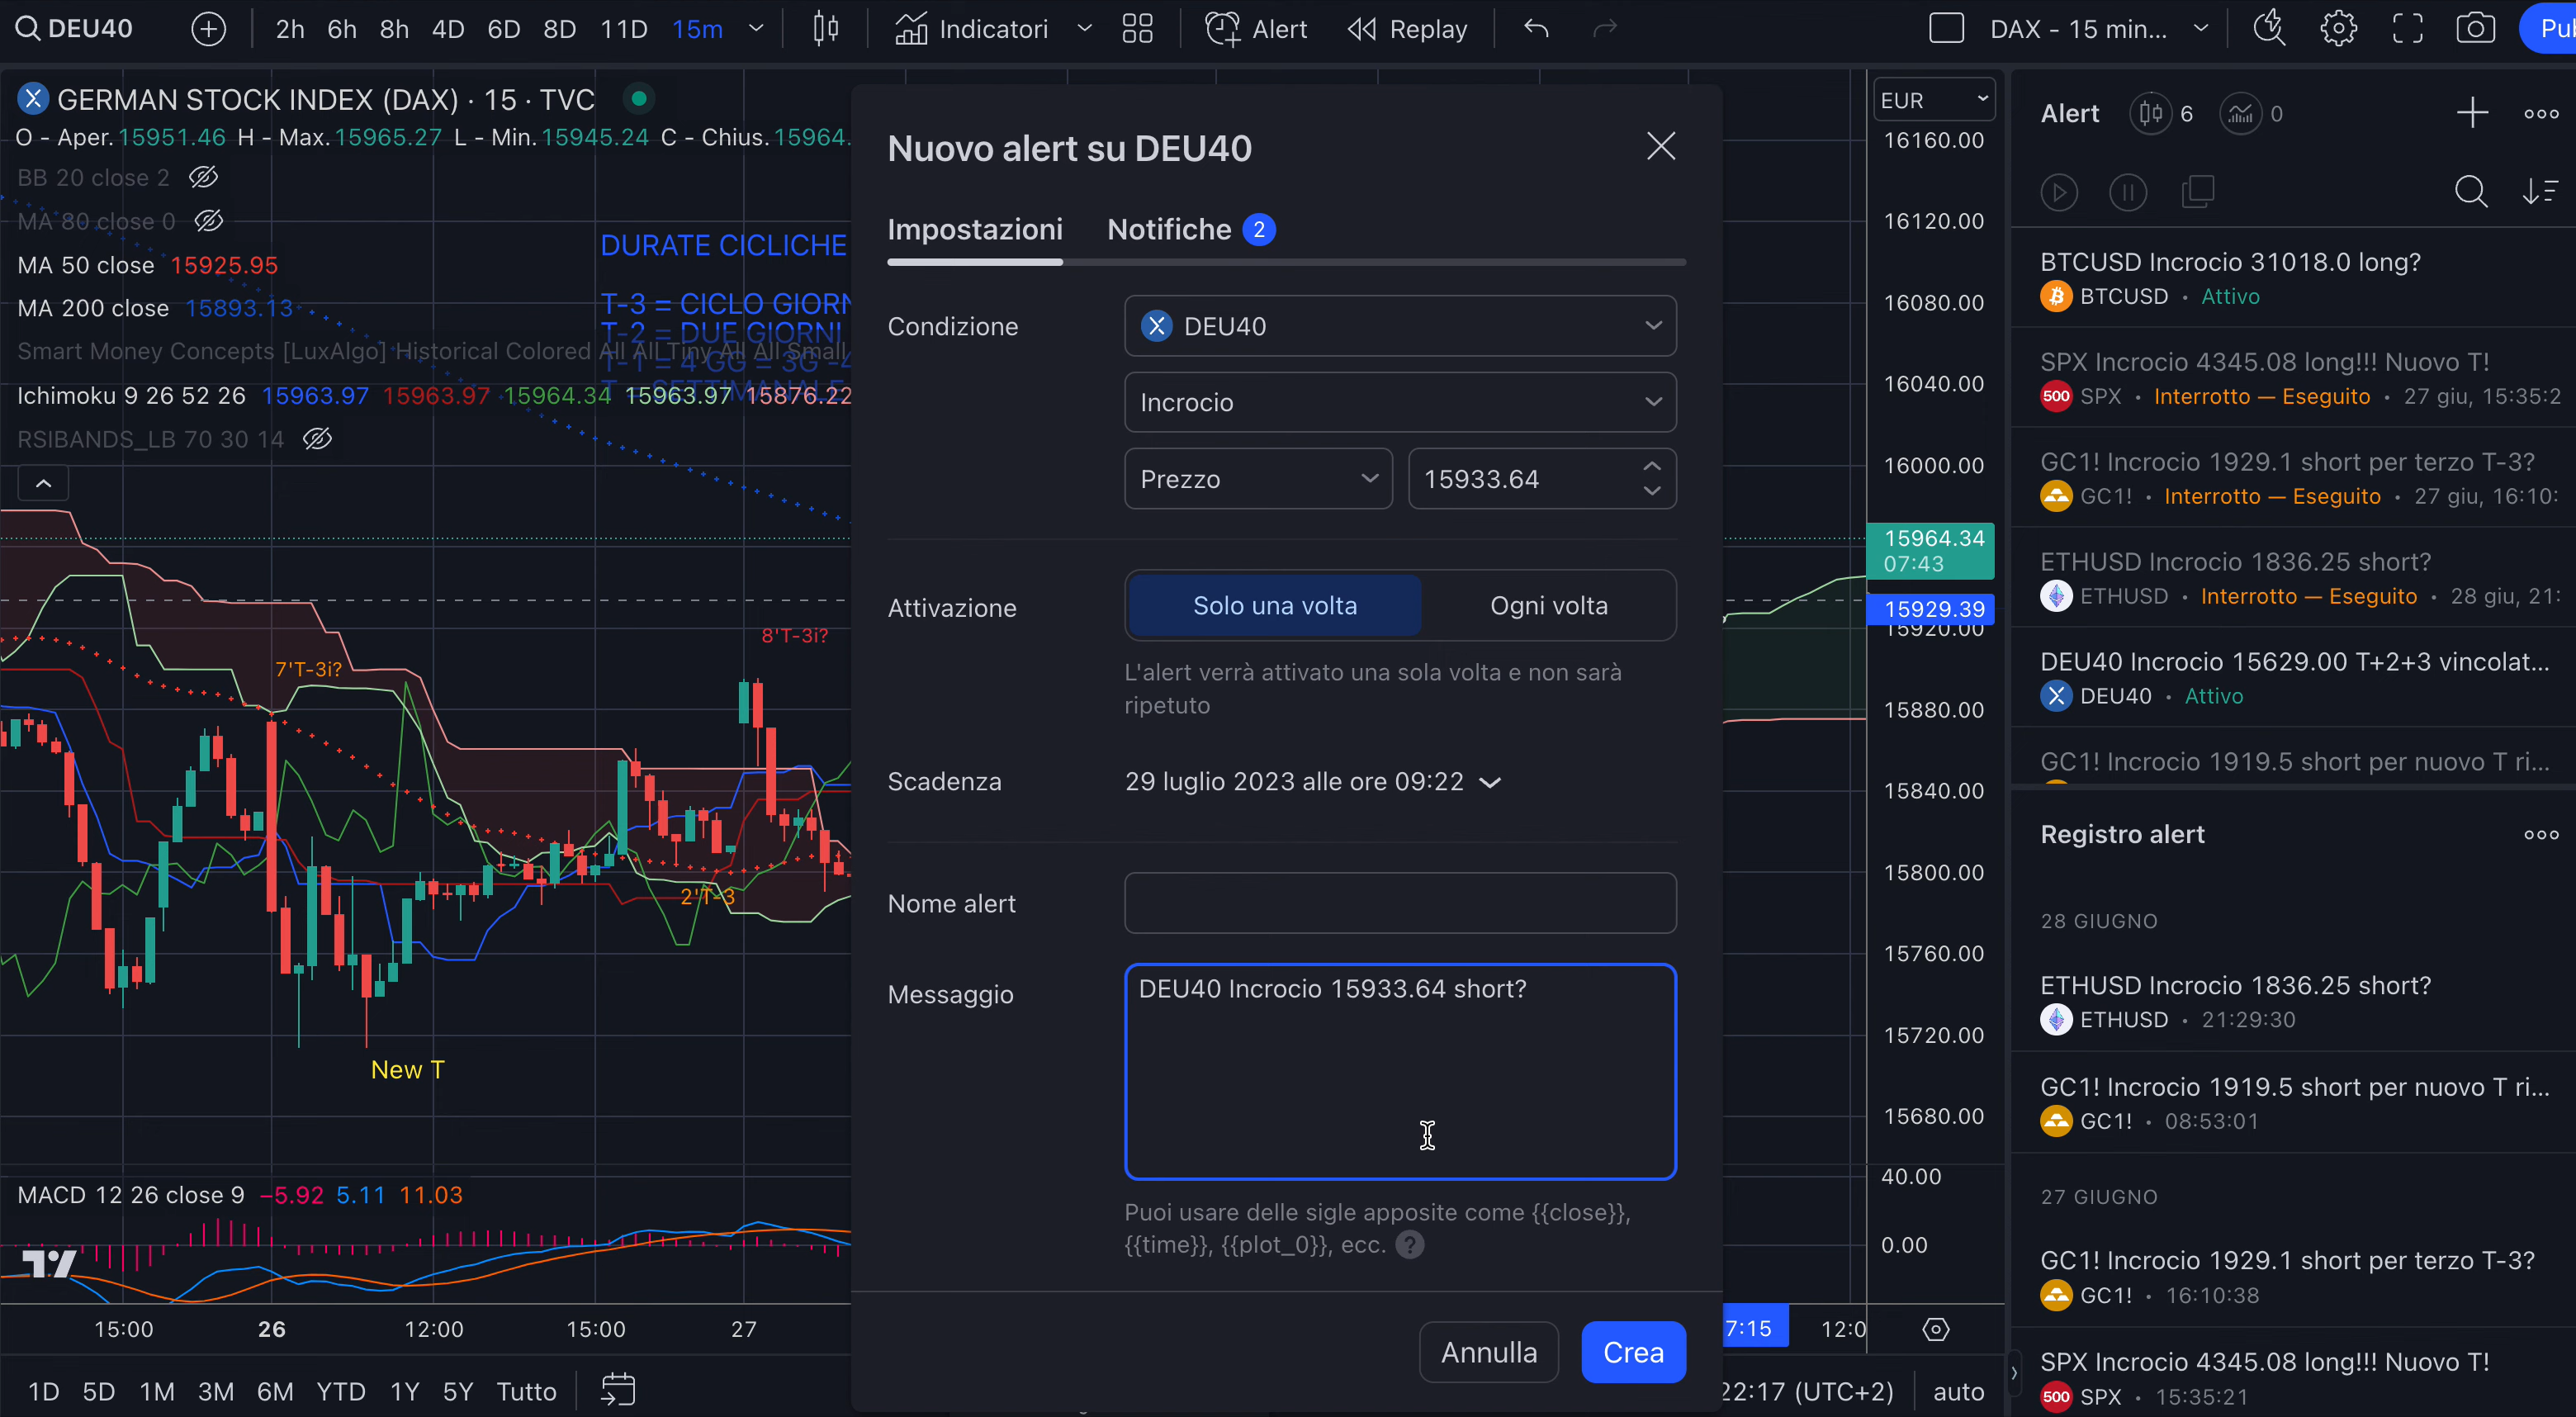 DEU40
2h 6h 8h 4D 6D 8D 11D 15m
Indicatori
Alert
Replay
DAX - 15 min...
GERMAN STOCK INDEX (DAX) · 15 · TVC
O - Aper.15951.46 H - Max.15965.27 L - Min.15945.24 C - Chius.15964.
BB 20 close 2
MA 80 close 0
MA 50 close 15925.95
MA 200 close 15893.13
Smart Money Concepts [LuxAlgo] Historical Colored All All Tiny All All Small
Ichimoku 9 26 52 26 15963.97 15963.97 15964.34 15963.97 15876.22
RSIBANDS_LB 70 30 14
DURATE CICLICHE
T-3 = CICLO GIORN
T-2 = DUE GIORNI
T-1 = 4 GG = 3G -4
T = SETTIMANALE
7'T-3i?
8'T-3i?
2'T-3
New T
MACD 12 26 close 9 −5.92 5.11 11.03
15:00 26 12:00 15:00 27
7:15
12:0
1D 5D 1M 3M 6M YTD 1Y 5Y Tutto
22:17 (UTC+2)
auto
Nuovo alert su DEU40
Impostazioni
Notifiche 2
Condizione
DEU40
Incrocio
Prezzo
15933.64
Attivazione
Solo una volta
Ogni volta
L'alert verrà attivato una sola volta e non sarà
ripetuto
Scadenza
29 luglio 2023 alle ore 09:22
Nome alert
Messaggio
DEU40 Incrocio 15933.64 short?
Puoi usare delle sigle apposite come {{close}},
{{time}}, {{plot_0}}, ecc. ?
Annulla
Crea
EUR
16160.00
16120.00
16080.00
16040.00
16000.00
15964.34
07:43
15929.39
15920.00
15880.00
15840.00
15800.00
15760.00
15720.00
15680.00
40.00
0.00
Alert 6 0
BTCUSD Incrocio 31018.0 long?
BTCUSD · Attivo
SPX Incrocio 4345.08 long!!! Nuovo T!
500 SPX · Interrotto — Eseguito · 27 giu, 15:35:2
GC1! Incrocio 1929.1 short per terzo T-3?
GC1! · Interrotto — Eseguito · 27 giu, 16:10:
ETHUSD Incrocio 1836.25 short?
ETHUSD · Interrotto — Eseguito · 28 giu, 21:
DEU40 Incrocio 15629.00 T+2+3 vincolat...
DEU40 · Attivo
GC1! Incrocio 1919.5 short per nuovo T ri...
Registro alert
28 GIUGNO
ETHUSD Incrocio 1836.25 short?
ETHUSD · 21:29:30
GC1! Incrocio 1919.5 short per nuovo T ri...
GC1! · 08:53:01
27 GIUGNO
GC1! Incrocio 1929.1 short per terzo T-3?
GC1! · 16:10:38
SPX Incrocio 4345.08 long!!! Nuovo T!
500 SPX · 15:35:21